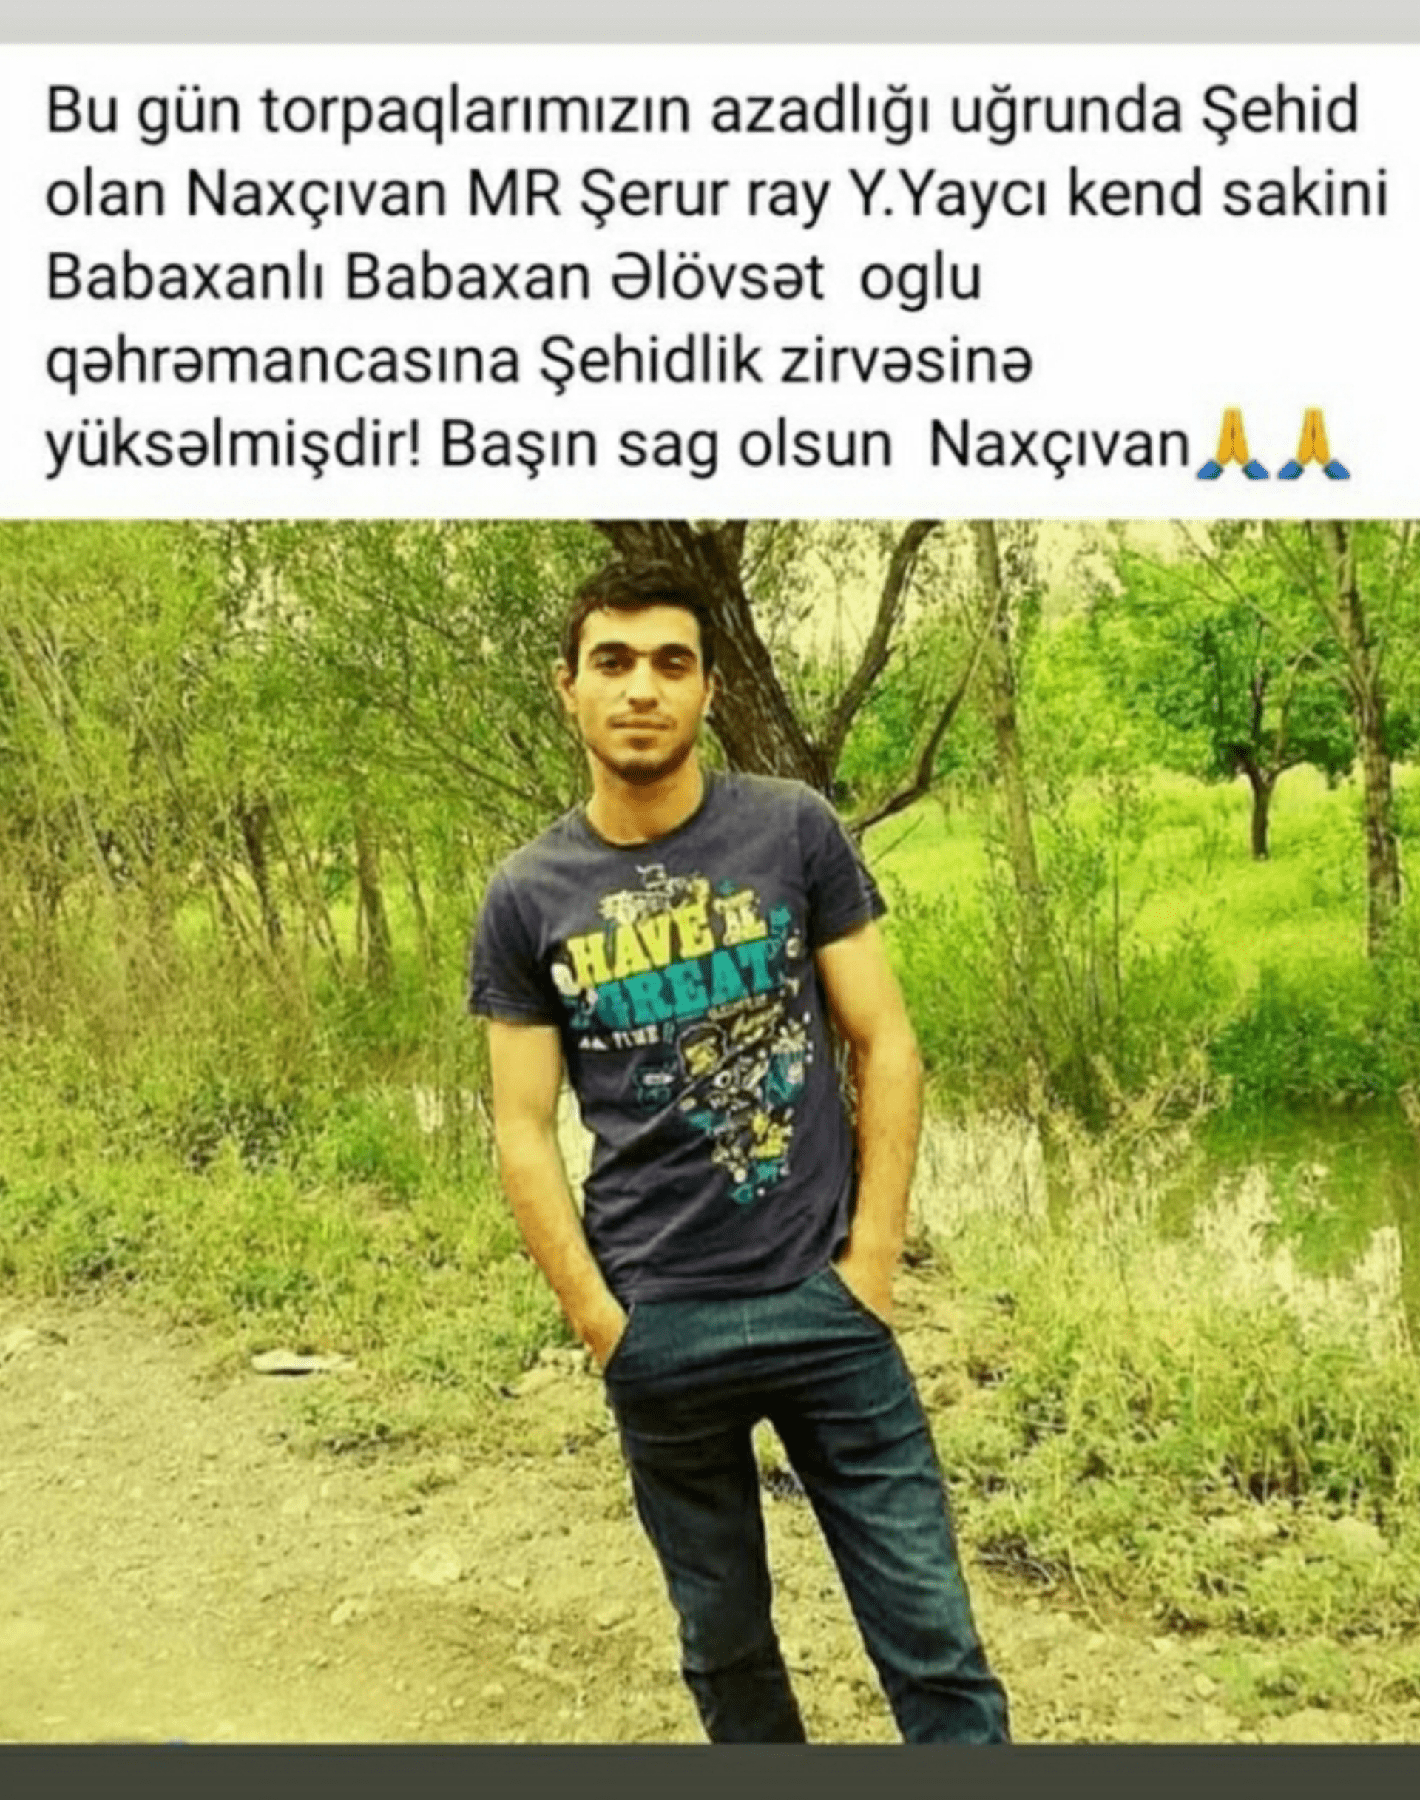 Bu gün torpaqlarımızın azadlığı uğrunda Şehid
olan Naxçıvan MR Şerur ray Y.Yaycı kend sakini
Babaxanlı Babaxan Əlövsət oglu
qəhrəmancasına Şehidlik zirvəsinə
yüksəlmişdir! Başın sag olsun Naxçıvan🙏🙏
HAVE
GREAT
TIME